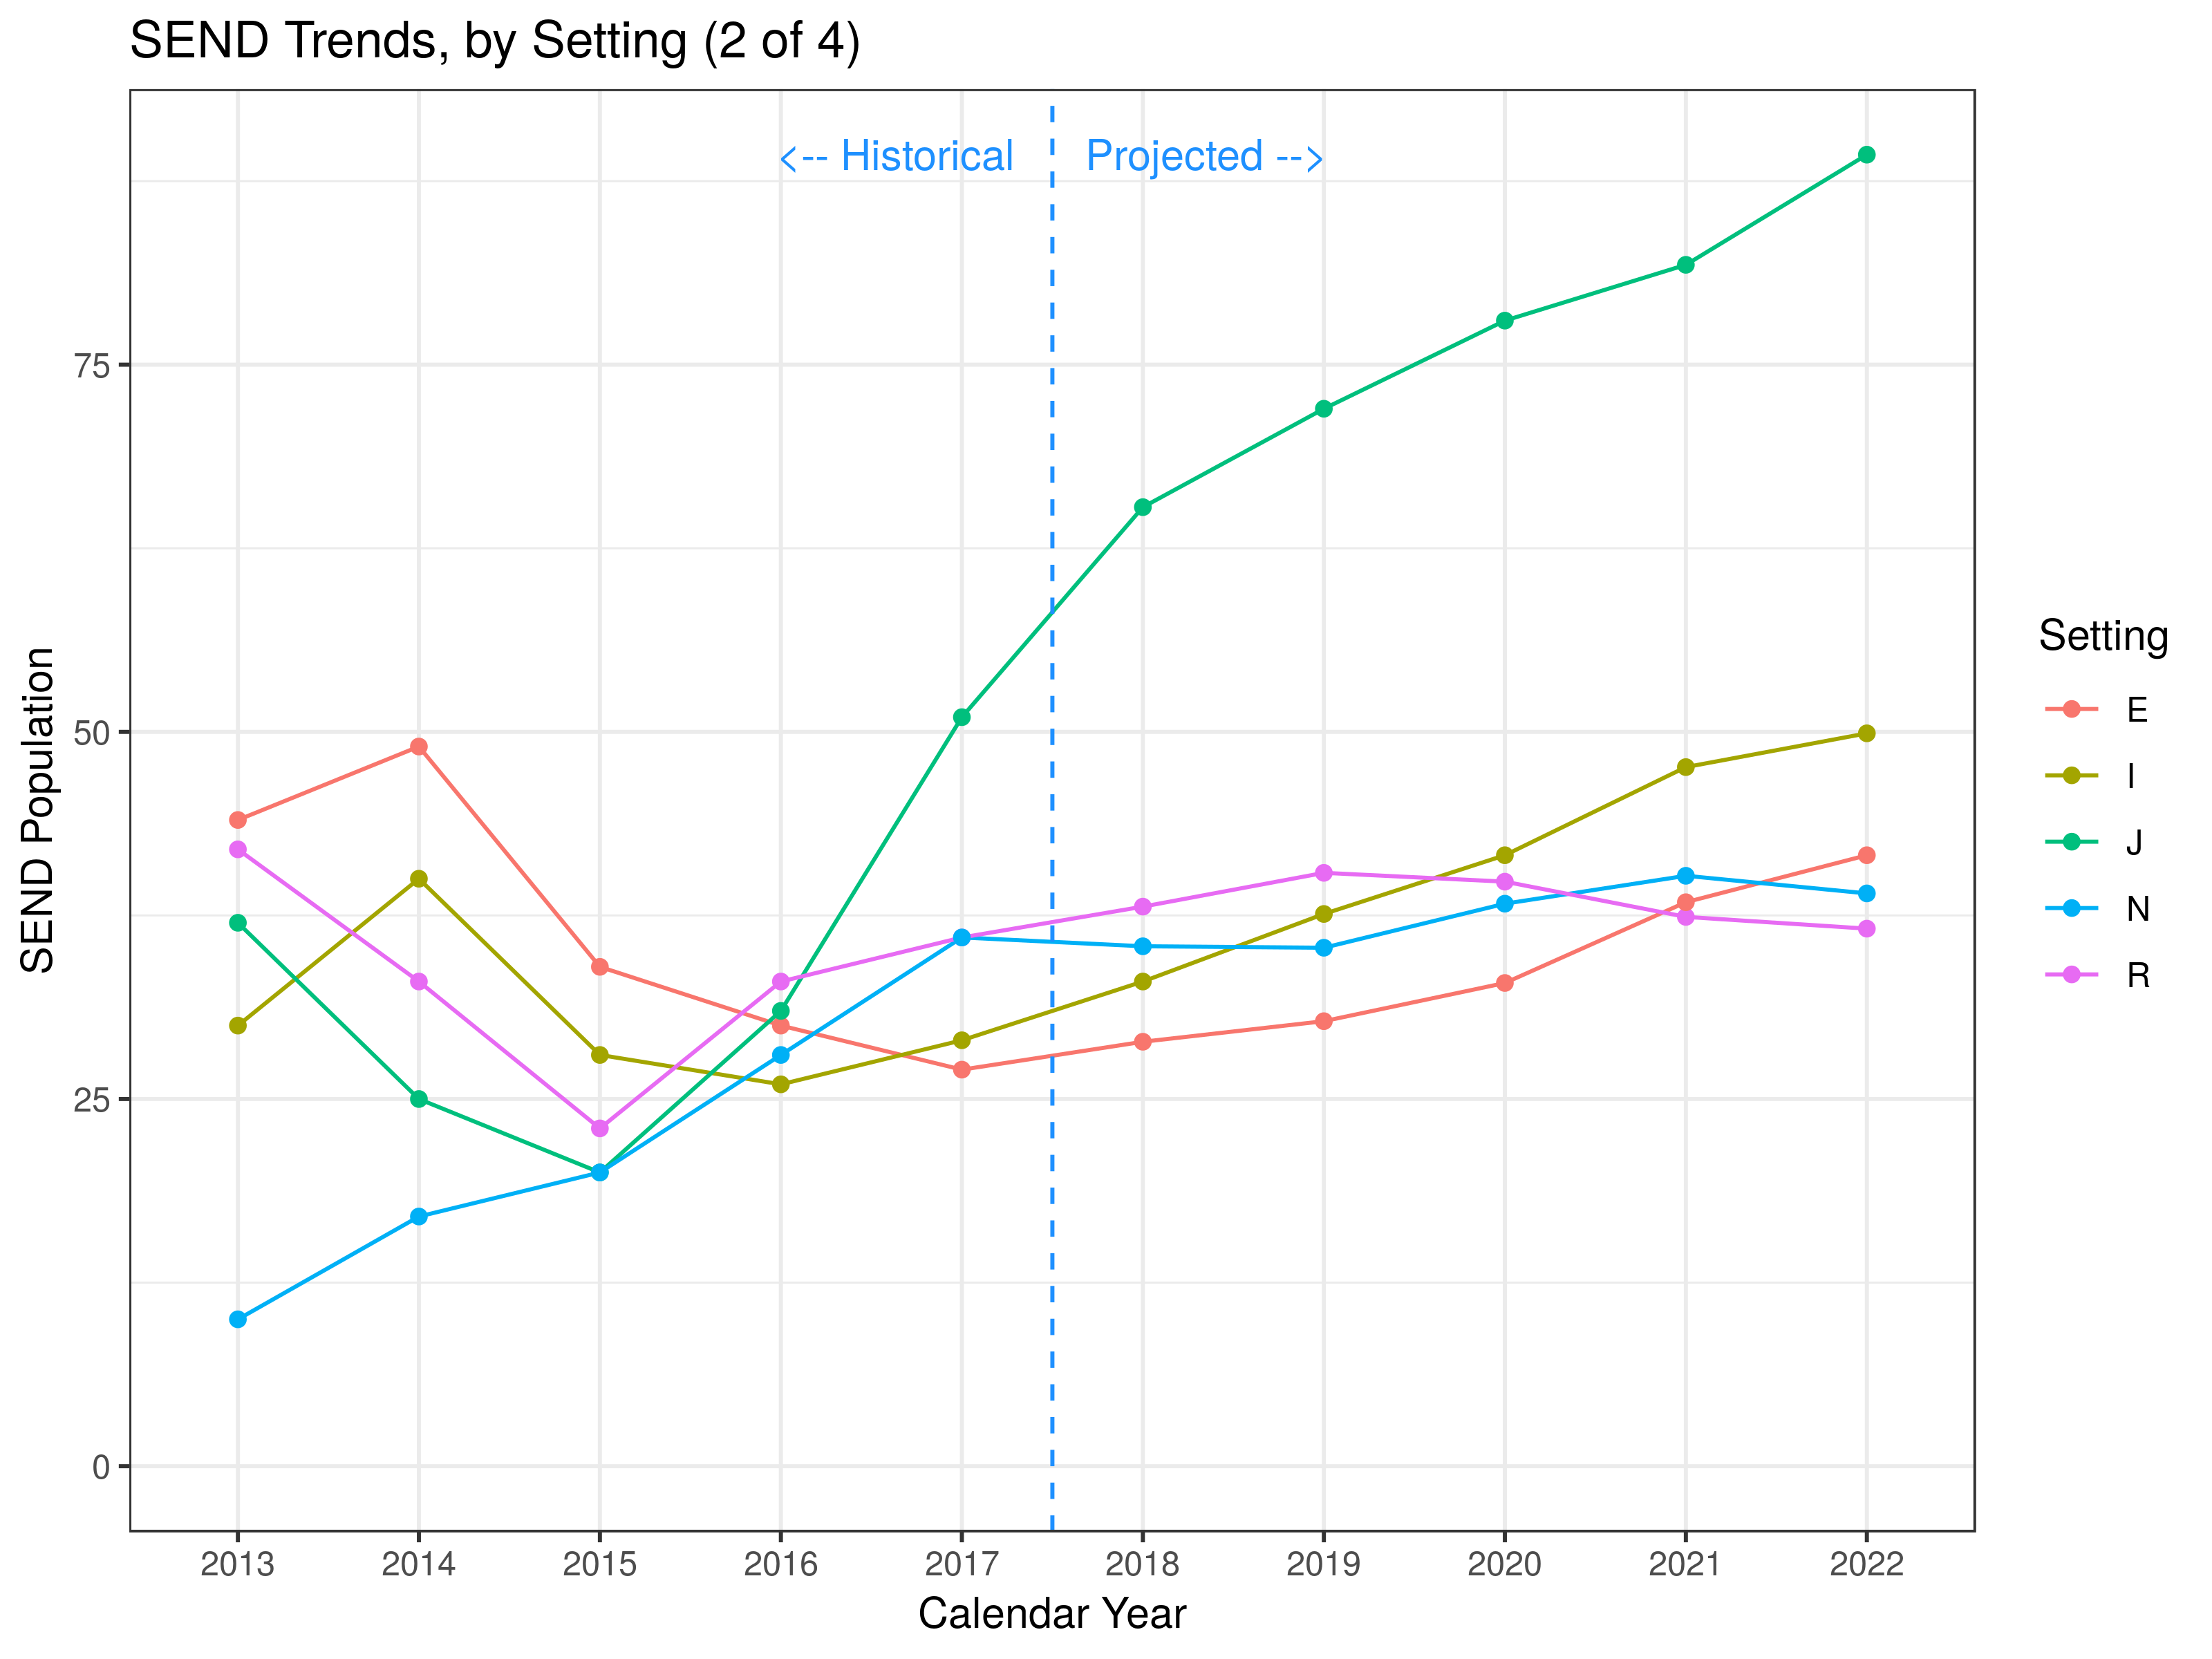 SEND Trends, by Setting (2 of 4)
<-- Historical
Projected -->
75
50
25
0
SEND Population
2013
2014
2015
2016
2017
2018
2019
2020
2021
2022
Calendar Year
Setting
E
I
J
N
R